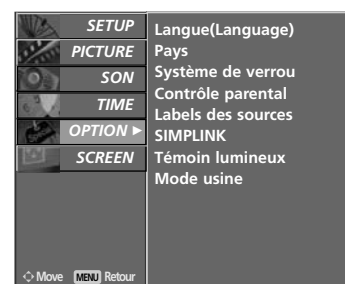 SETUP
PICTURE
SON
TIME
OPTION ►
SCREEN
Langue(Language)
Pays
Système de verrou
Contrôle parental
Labels des sources
SIMPLINK
Témoin lumineux
Mode usine
Move MENU Retour